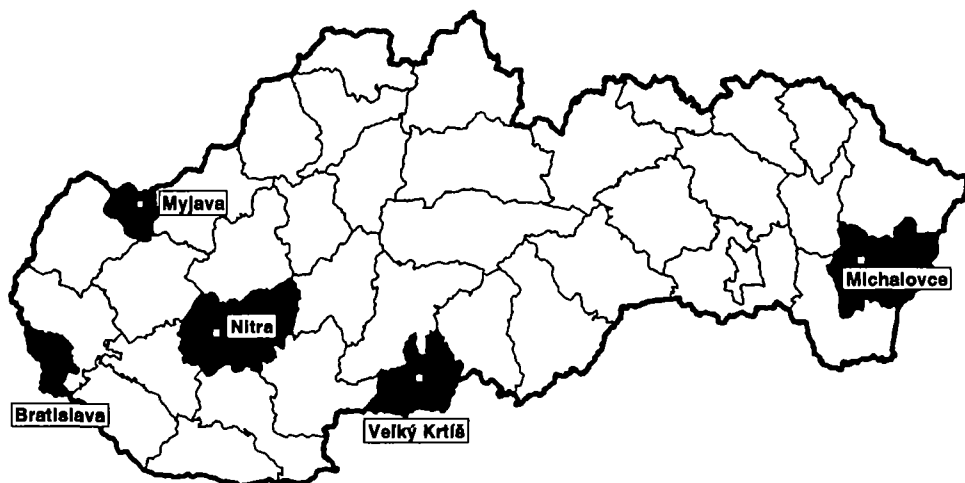 Myjava
Michalovce
Nitra
Bratislava
Veľký Krtíš